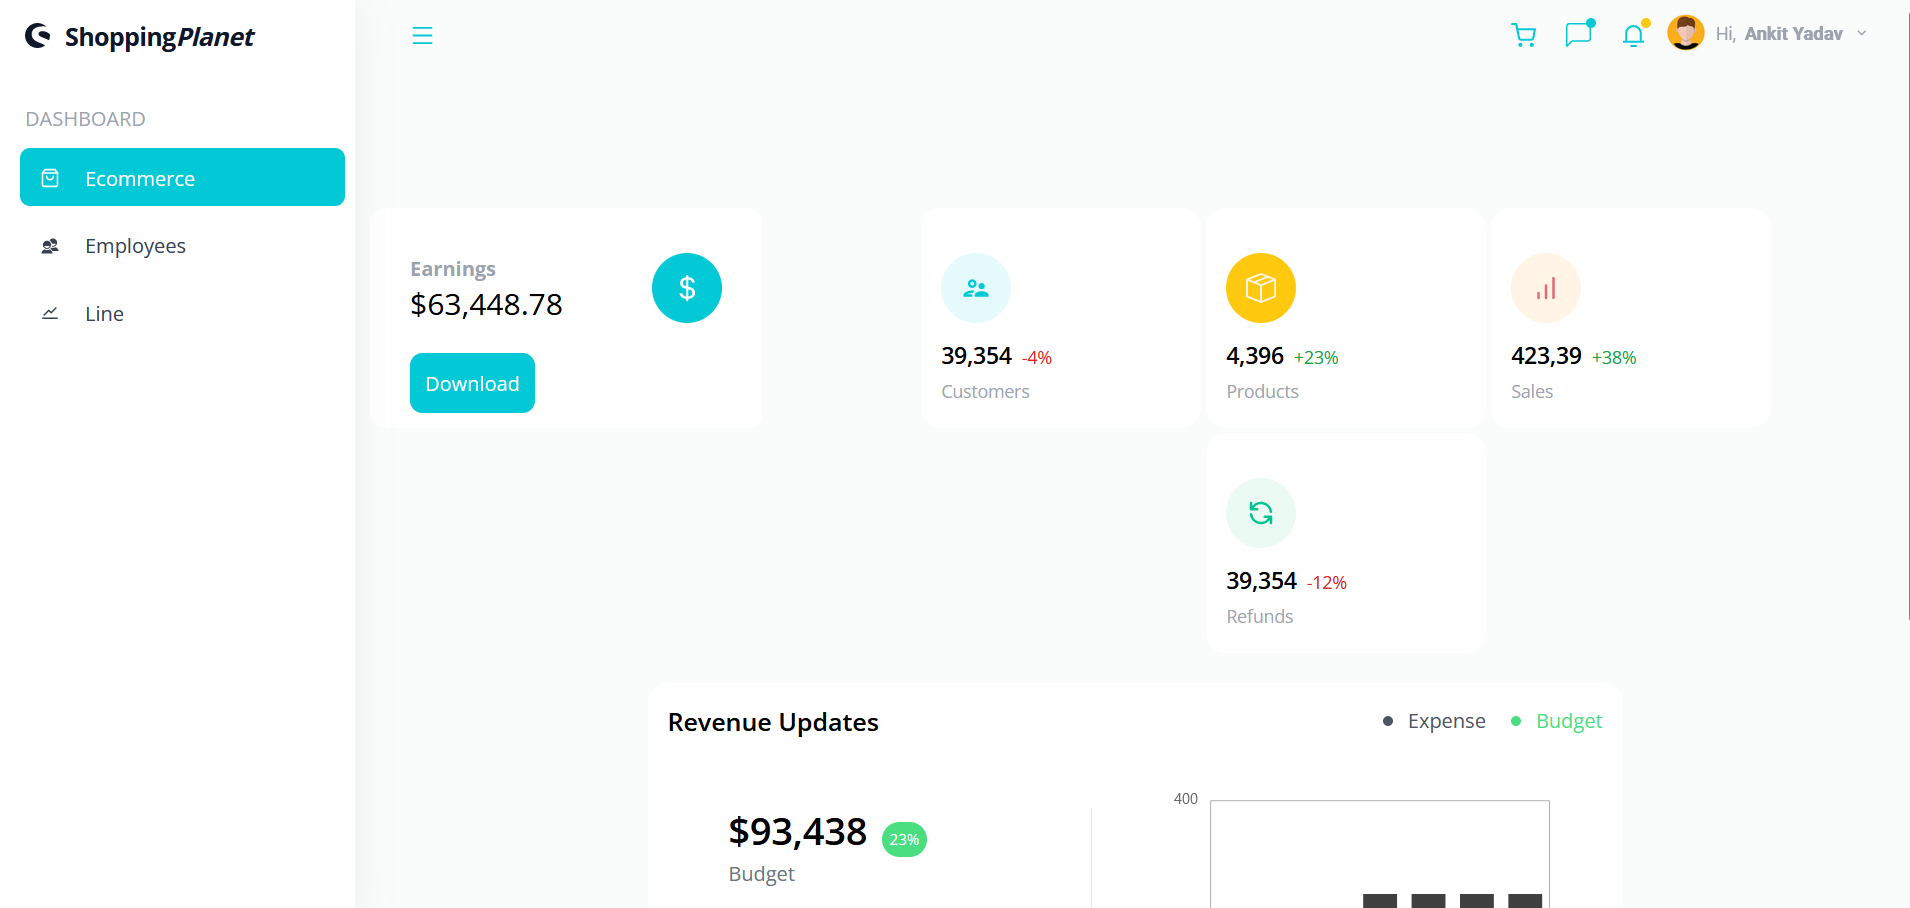 ShoppingPlanet
Hi, Ankit Yadav
DASHBOARD
Ecommerce
Employees
Line
Earnings
$63,448.78
$
Download
39,354 -4%
Customers
4,396 +23%
Products
423,39 +38%
Sales
39,354 -12%
Refunds
Revenue Updates
Expense
Budget
$93,438 23%
Budget
400